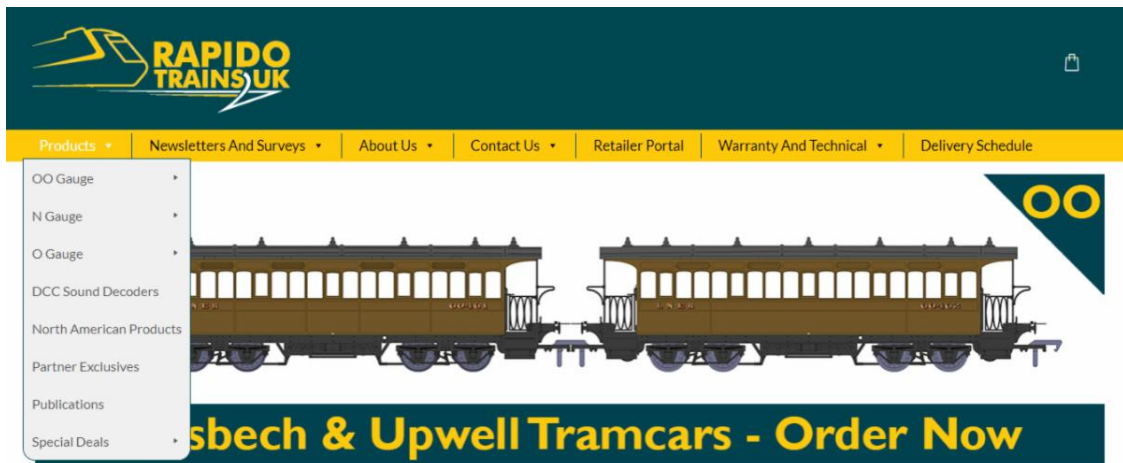 RAPIDO
TRAINS UK
Products
Newsletters And Surveys
About Us
Contact Us
Retailer Portal
Warranty And Technical
Delivery Schedule
OO Gauge
N Gauge
O Gauge
DCC Sound Decoders
North American Products
Partner Exclusives
Publications
Special Deals
OO
L N E R
sbech & Upwell Tramcars - Order Now